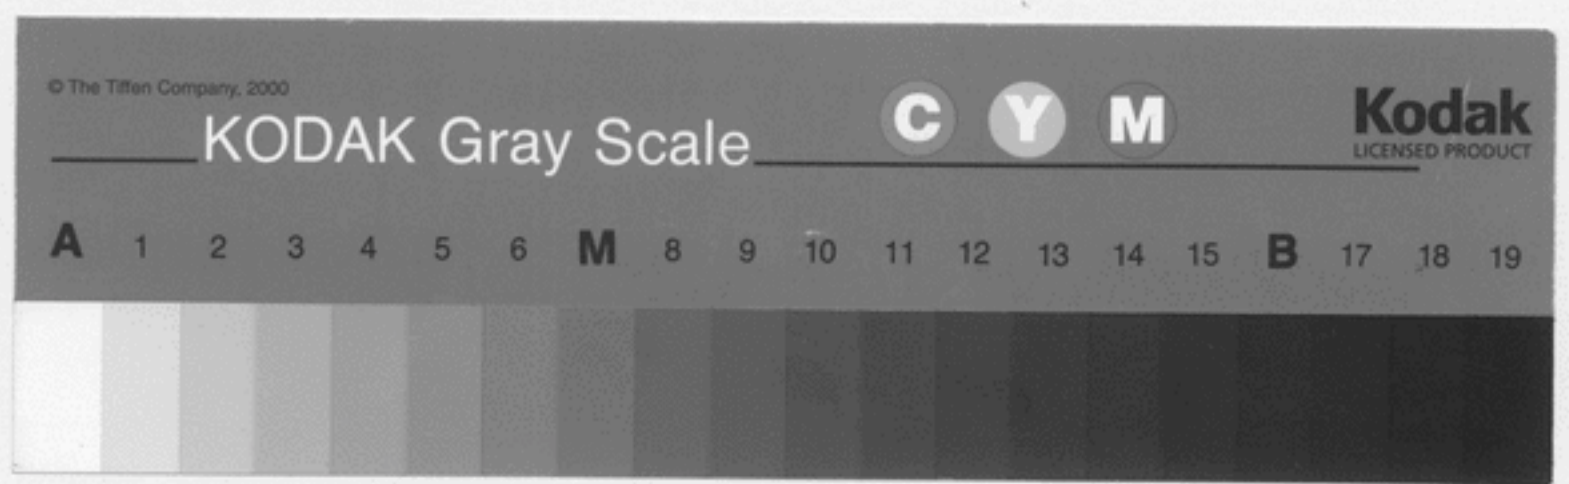 © The Tiffen Company, 2000
KODAK Gray Scale
C Y M
Kodak
LICENSED PRODUCT
A 1 2 3 4 5 6 M 8 9 10 11 12 13 14 15 B 17 18 19